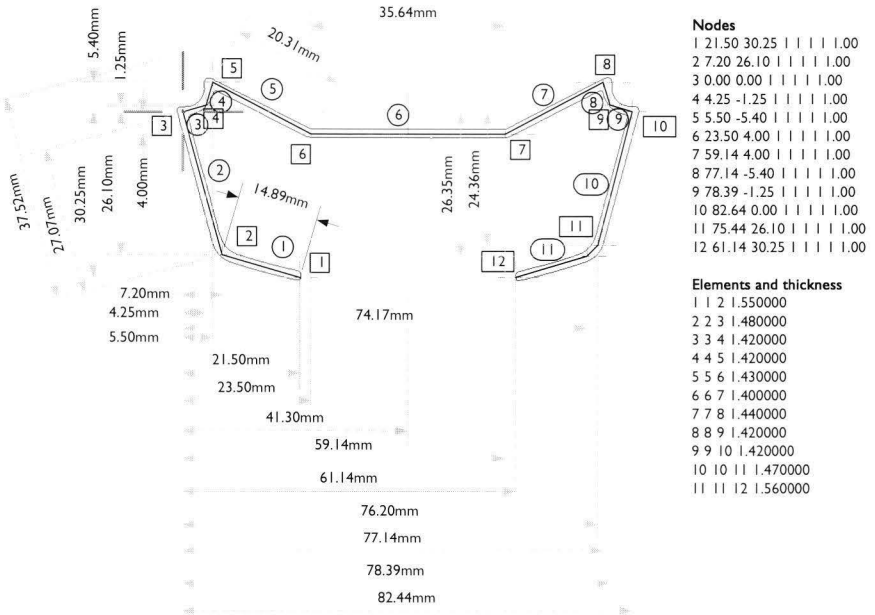 35.64mm
5.40mm
1.25mm
20.31mm
5
8
5
7
4
6
8
3
3
4
9
9
10
6
7
37.52mm
27.07mm
30.25mm
26.10mm
4.00mm
2
14.89mm
26.35mm
24.36mm
10
2
1
1
11
11
12
7.20mm
4.25mm
5.50mm
74.17mm
21.50mm
23.50mm
41.30mm
59.14mm
61.14mm
76.20mm
77.14mm
78.39mm
82.44mm
Nodes
1 21.50 30.25 1 1 1 1 1.00
2 7.20 26.10 1 1 1 1 1.00
3 0.00 0.00 1 1 1 1 1.00
4 4.25 -1.25 1 1 1 1 1.00
5 5.50 -5.40 1 1 1 1 1.00
6 23.50 4.00 1 1 1 1 1.00
7 59.14 4.00 1 1 1 1 1.00
8 77.14 -5.40 1 1 1 1 1.00
9 78.39 -1.25 1 1 1 1 1.00
10 82.64 0.00 1 1 1 1 1.00
11 75.44 26.10 1 1 1 1 1.00
12 61.14 30.25 1 1 1 1 1.00
Elements and thickness
1 1 2 1.550000
2 2 3 1.480000
3 3 4 1.420000
4 4 5 1.420000
5 5 6 1.430000
6 6 7 1.400000
7 7 8 1.440000
8 8 9 1.420000
9 9 10 1.420000
10 10 11 1.470000
11 11 12 1.560000